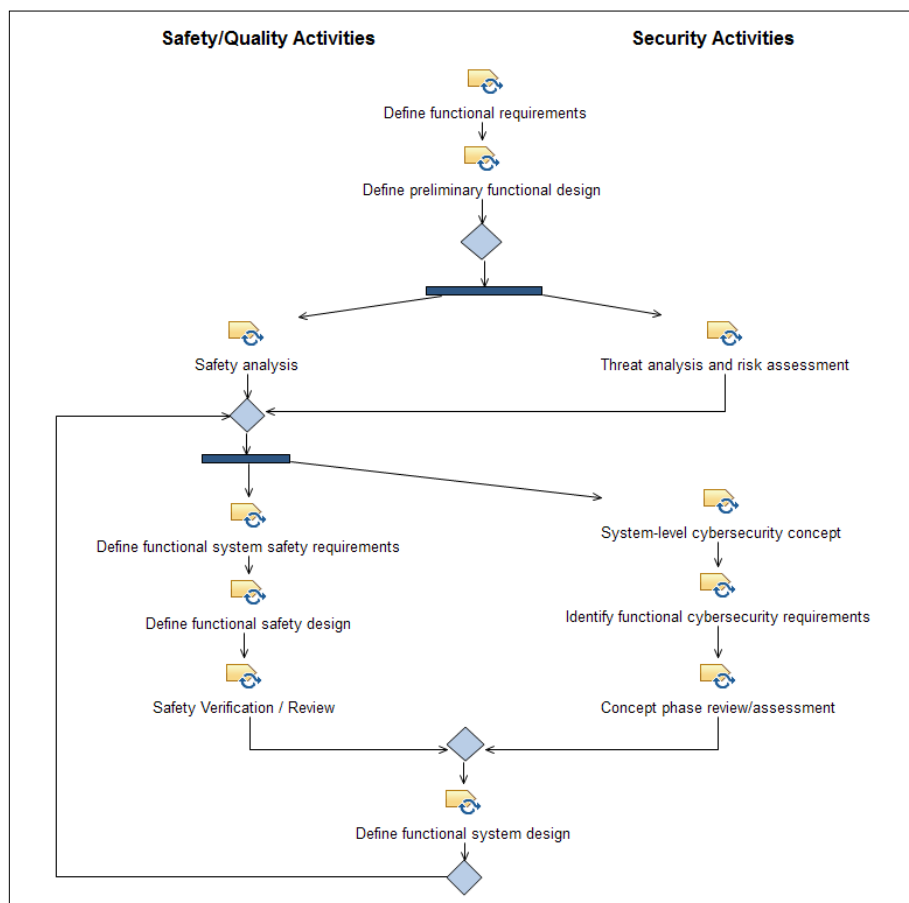 Safety/Quality Activities
Security Activities
Define functional requirements
Define preliminary functional design
Safety analysis
Threat analysis and risk assessment
Define functional system safety requirements
System-level cybersecurity concept
Define functional safety design
Identify functional cybersecurity requirements
Safety Verification / Review
Concept phase review/assessment
Define functional system design